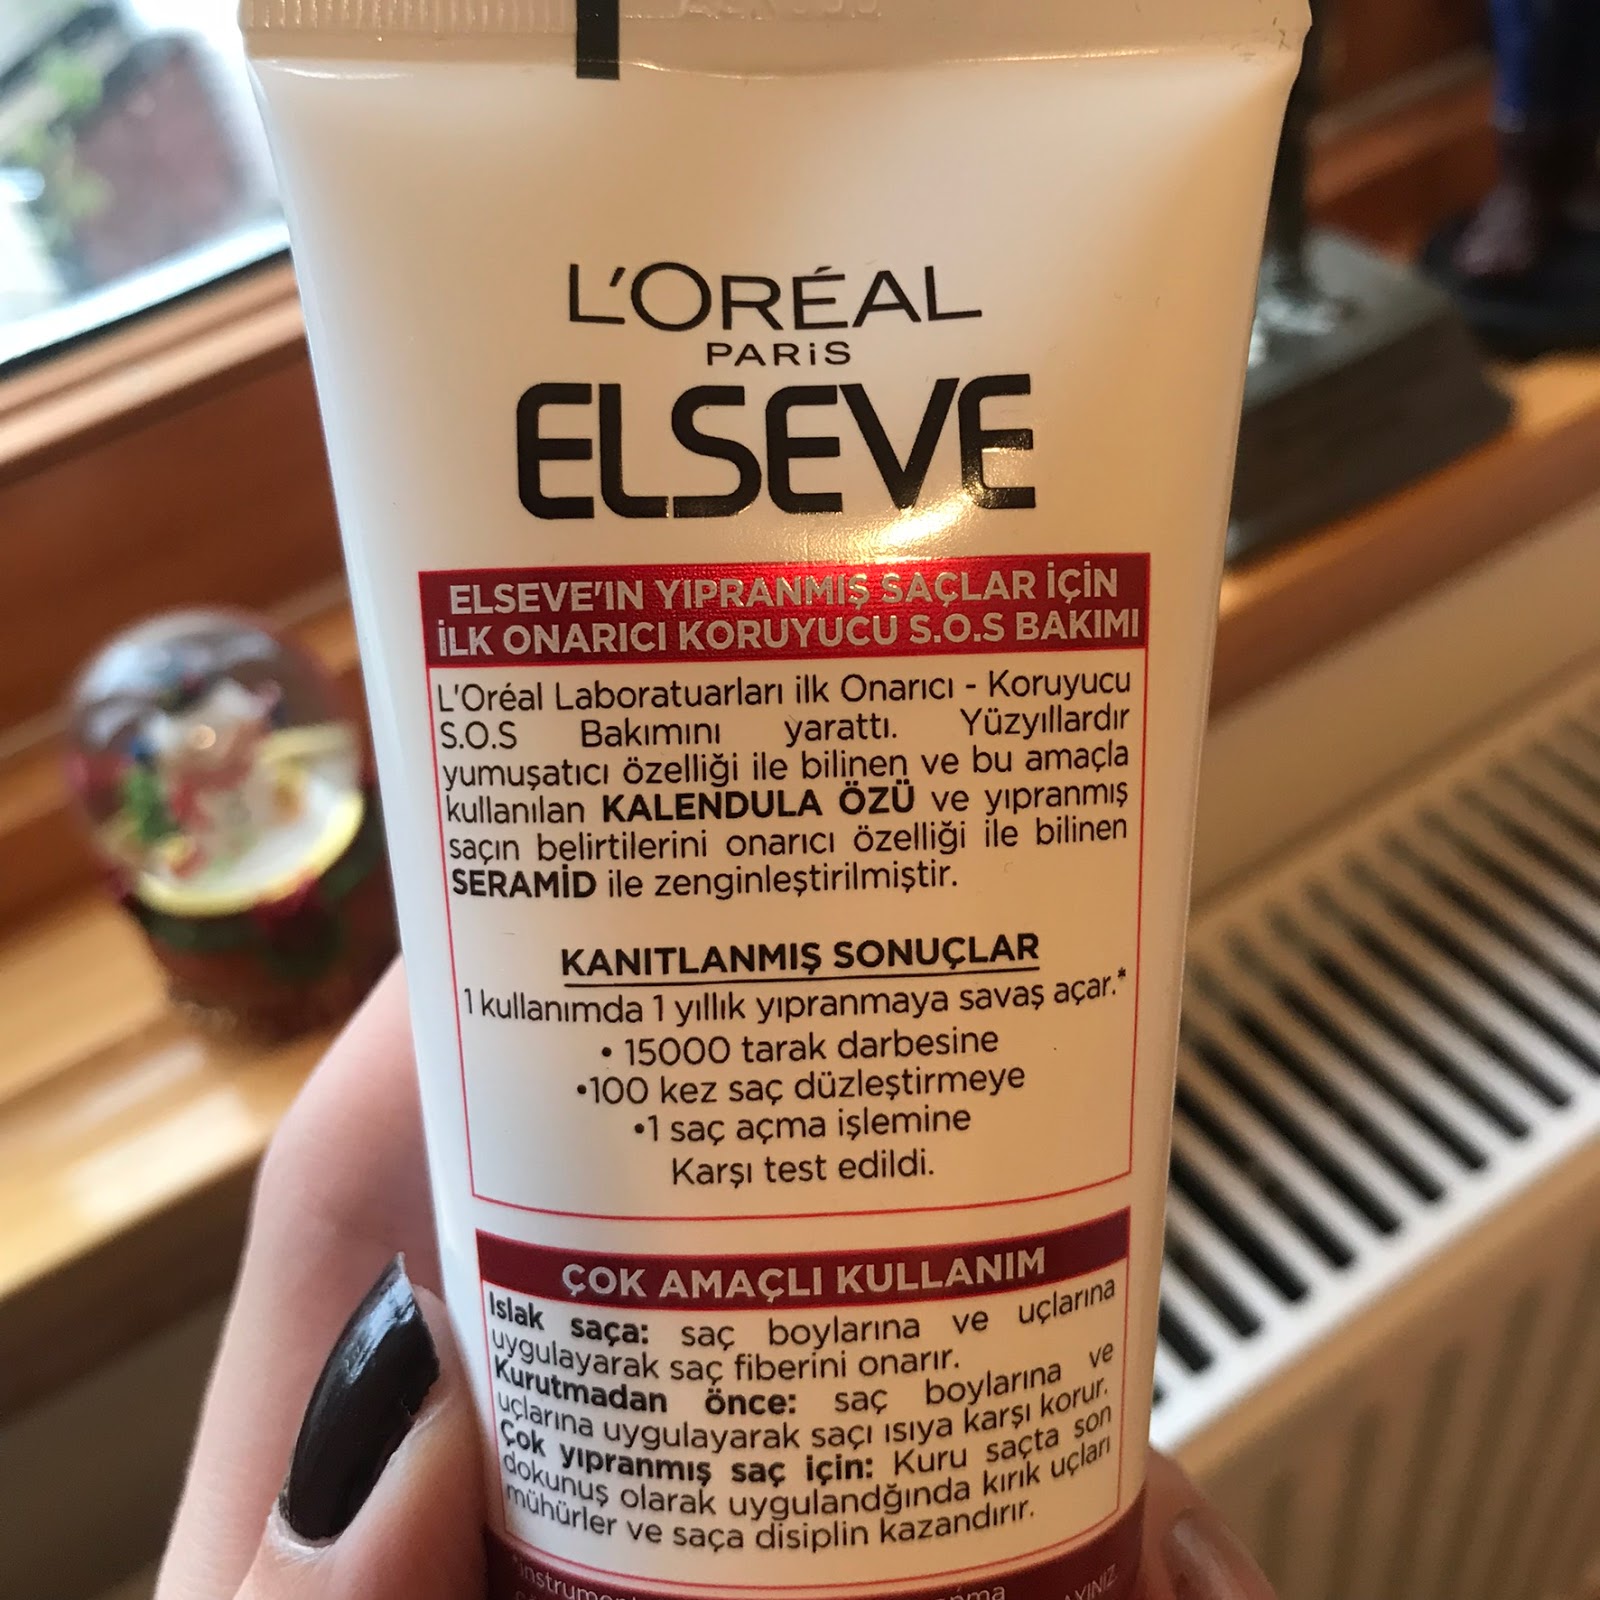 L'ORÉAL
PARiS
ELSEVE
ELSEVE'IN YIPRANMIŞ SAÇLAR İÇİN
İLK ONARICI KORUYUCU S.O.S BAKIMI
L'Oréal Laboratuarları ilk Onarıcı - Koruyucu
S.O.S Bakımını yarattı. Yüzyıllardır
yumuşatıcı özelliği ile bilinen ve bu amaçla
kullanılan KALENDULA ÖZÜ ve yıpranmış
saçın belirtilerini onarıcı özelliği ile bilinen
SERAMİD ile zenginleştirilmiştir.
KANITLANMIŞ SONUÇLAR
1 kullanımda 1 yıllık yıpranmaya savaş açar.*
• 15000 tarak darbesine
•100 kez saç düzleştirmeye
•1 saç açma işlemine
Karşı test edildi.
ÇOK AMAÇLI KULLANIM
Islak saça: saç boylarına ve uçlarına
uygulayarak saç fiberini onarır.
Kurutmadan önce: saç boylarına ve
uçlarına uygulayarak saçı ısıya karşı korur.
Çok yıpranmış saç için: Kuru saçta son
dokunuş olarak uygulandğında kırık uçları
mühürler ve saça disiplin kazandırır.